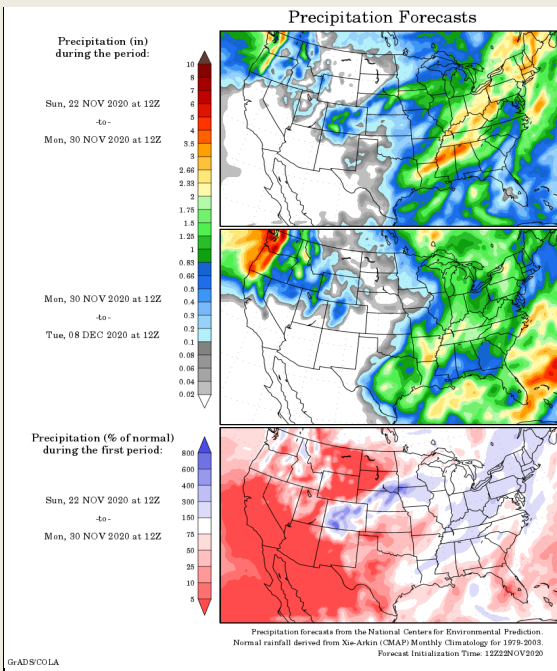 Precipitation Forecasts
Precipitation (in)
during the period:
Sun, 22 NOV 2020 at 12Z
-to-
Mon, 30 NOV 2020 at 12Z
10
8
7
6
5
4
3.5
3
2.66
2.33
2
1.75
1.5
1.25
1
0.83
0.66
0.5
0.4
0.3
0.2
0.1
0.08
0.06
0.04
0.02
Mon, 30 NOV 2020 at 12Z
-to-
Tue, 08 DEC 2020 at 12Z
Precipitation (% of normal)
during the first period:
Sun, 22 NOV 2020 at 12Z
-to-
Mon, 30 NOV 2020 at 12Z
800
600
400
300
150
75
50
25
10
5
Precipitation forecasts from the National Centers for Environmental Prediction.
Normal rainfall derived from Xie-Arkin (CMAP) Monthly Climatology for 1979-2003.
Forecast Initialization Time: 12Z22NOV2020
GrADS/COLA